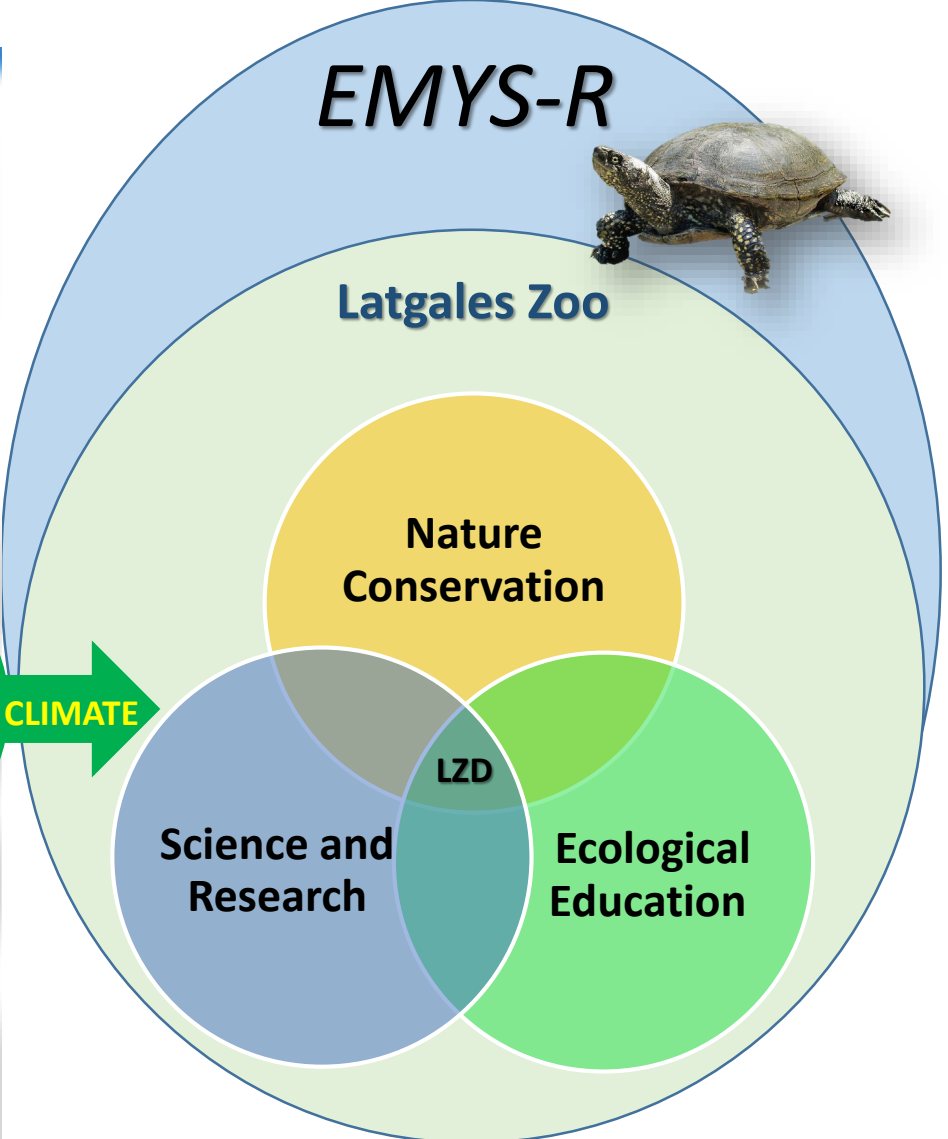 EMYS-R
Latgales Zoo
Nature
Conservation
CLIMATE
LZD
Science and
Research
Ecological
Education